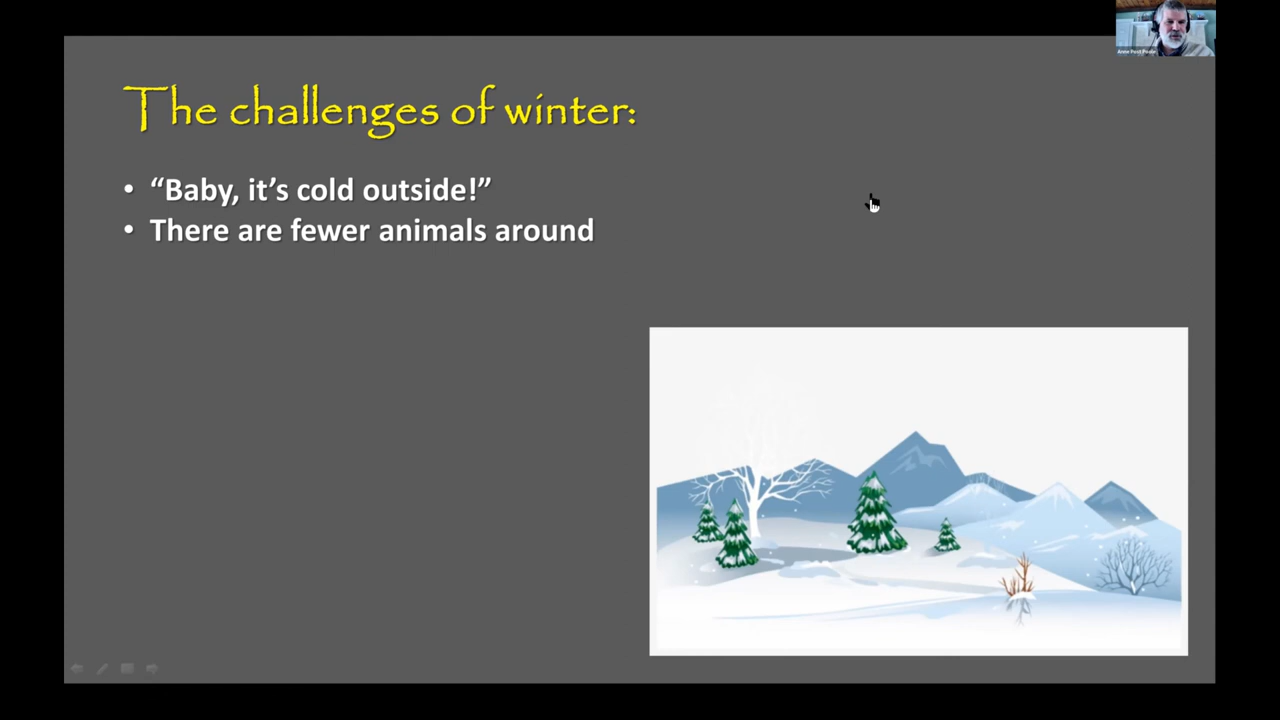 The challenges of winter:
• “Baby, it’s cold outside!”
• There are fewer animals around